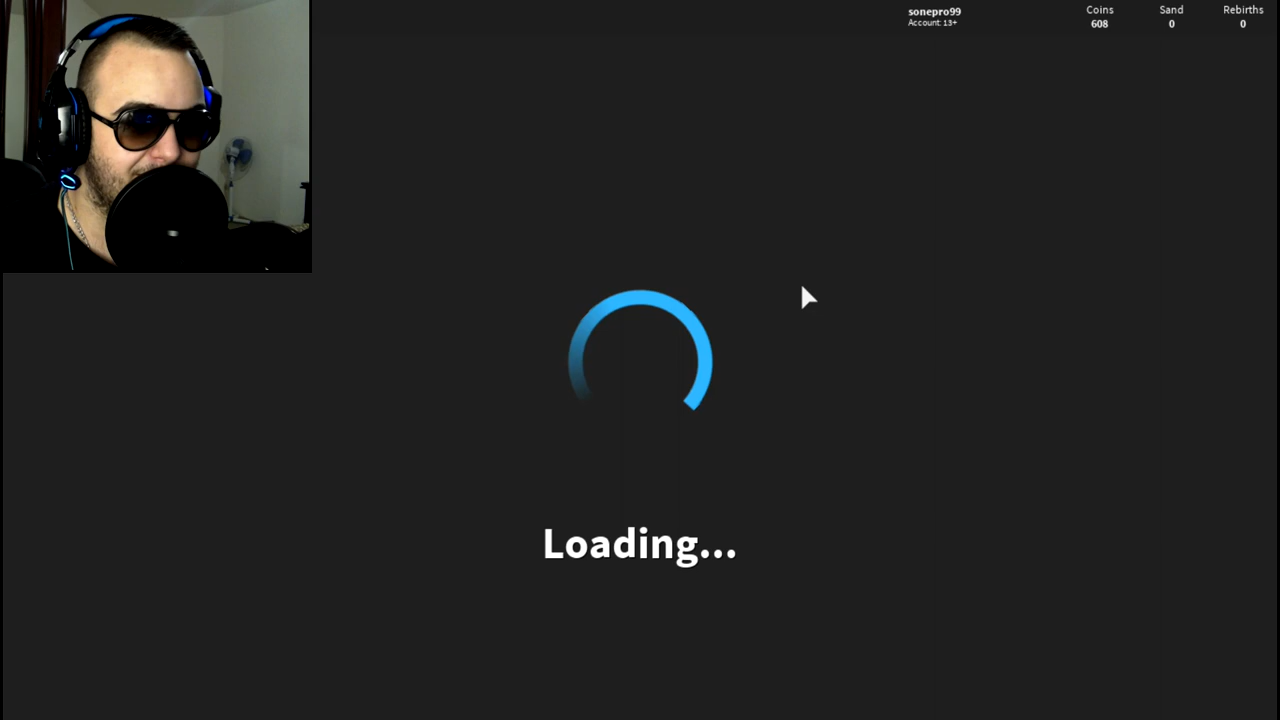 sonepro99
Account: 13+
Coins
608
Sand
0
Rebirths
0
Loading...